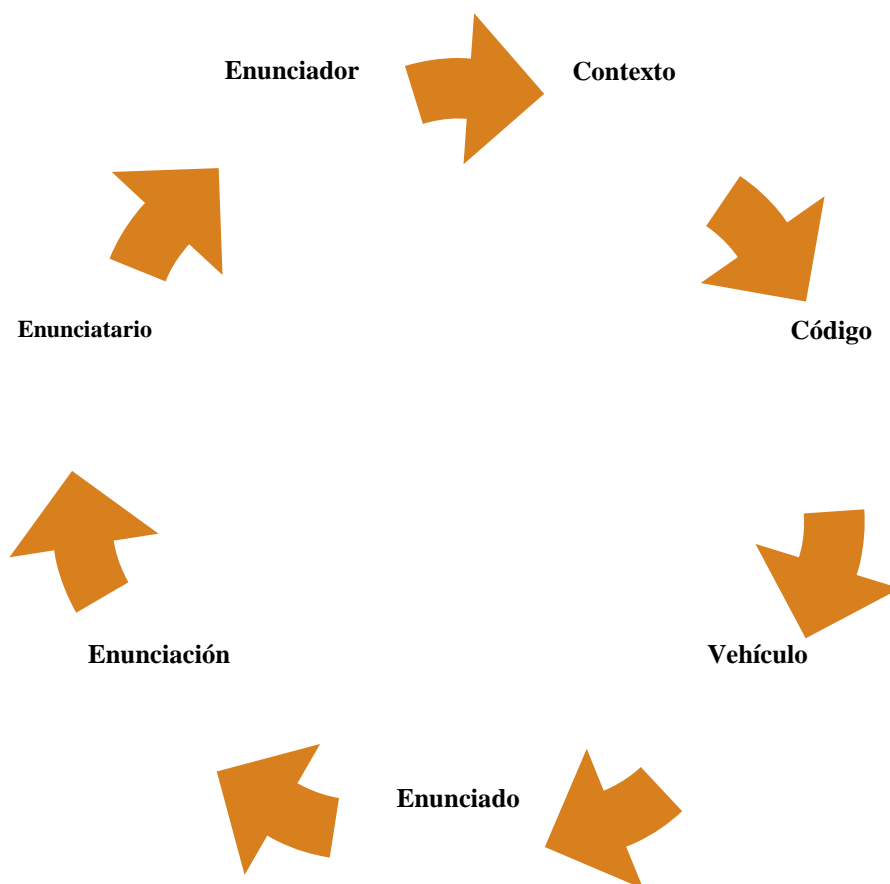 Enunciador
Contexto
Código
Vehículo
Enunciado
Enunciación
Enunciatario